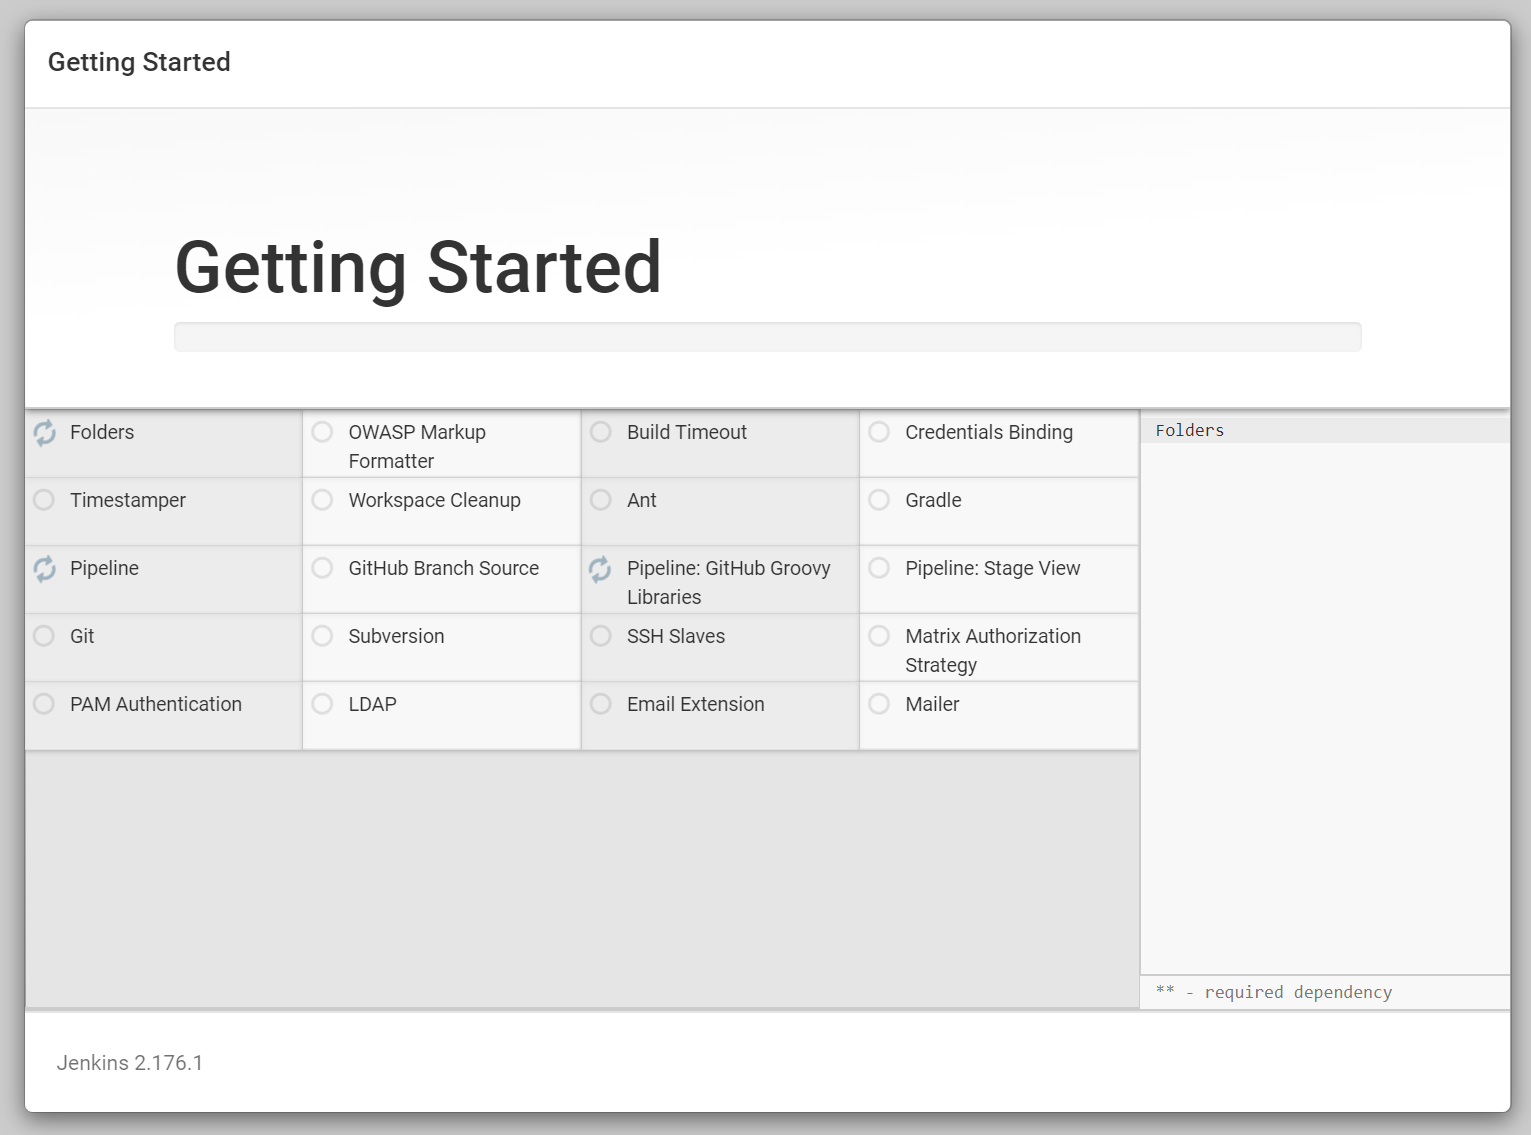 Getting Started
Getting Started
Folders
OWASP Markup
Formatter
Build Timeout
Credentials Binding
Timestamper
Workspace Cleanup
Ant
Gradle
Pipeline
GitHub Branch Source
Pipeline: GitHub Groovy
Libraries
Pipeline: Stage View
Git
Subversion
SSH Slaves
Matrix Authorization
Strategy
PAM Authentication
LDAP
Email Extension
Mailer
Folders
** - required dependency
Jenkins 2.176.1